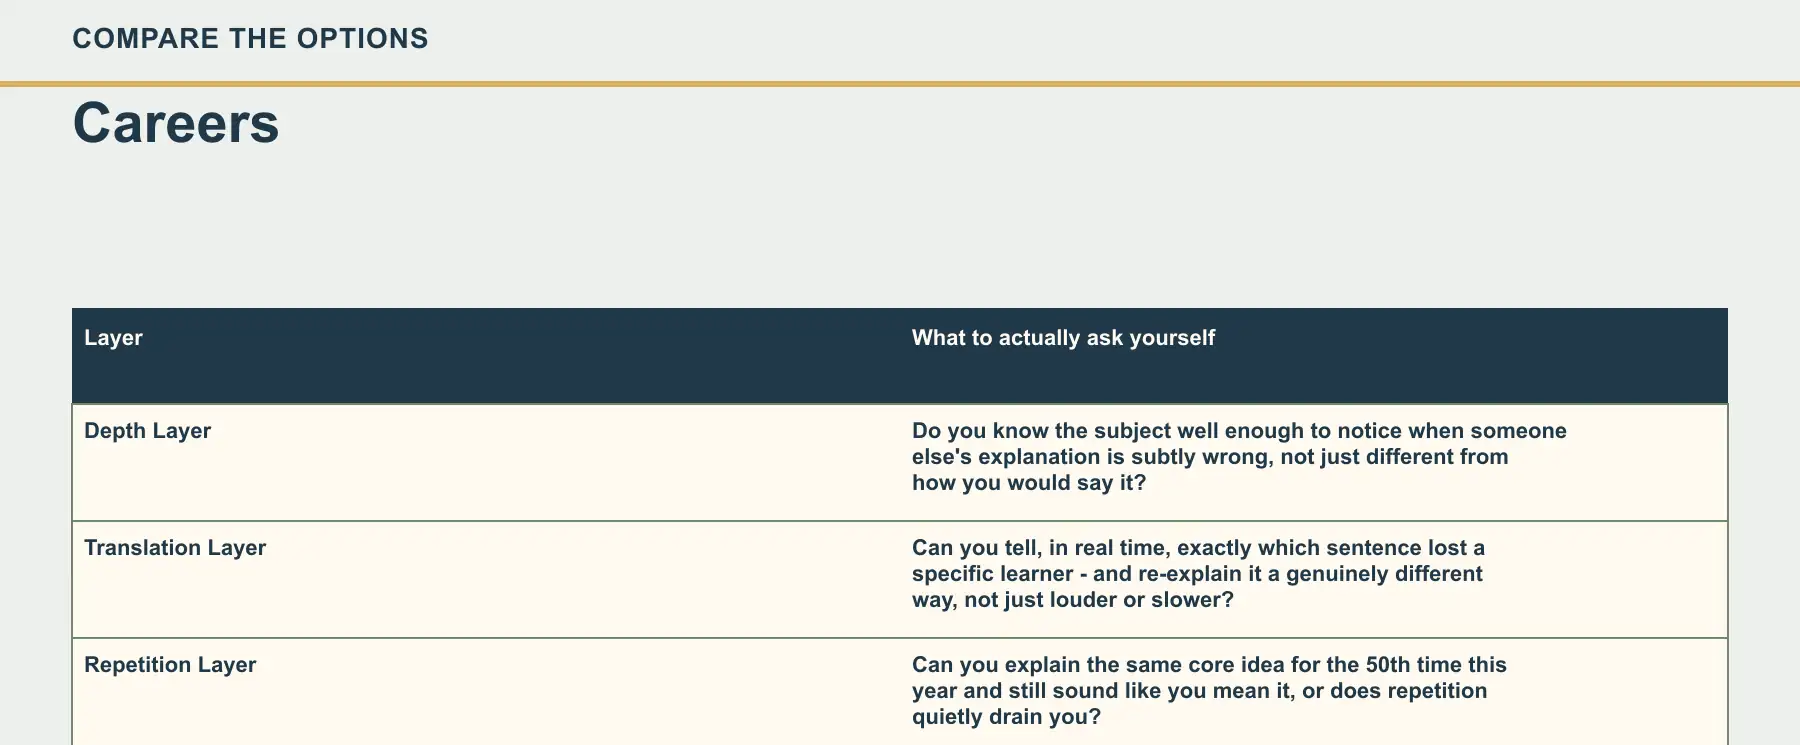 COMPARE THE OPTIONS
Careers
Layer
What to actually ask yourself
Depth Layer
Do you know the subject well enough to notice when someone
else's explanation is subtly wrong, not just different from
how you would say it?
Translation Layer
Can you tell, in real time, exactly which sentence lost a
specific learner - and re-explain it a genuinely different
way, not just louder or slower?
Repetition Layer
Can you explain the same core idea for the 50th time this
year and still sound like you mean it, or does repetition
quietly drain you?